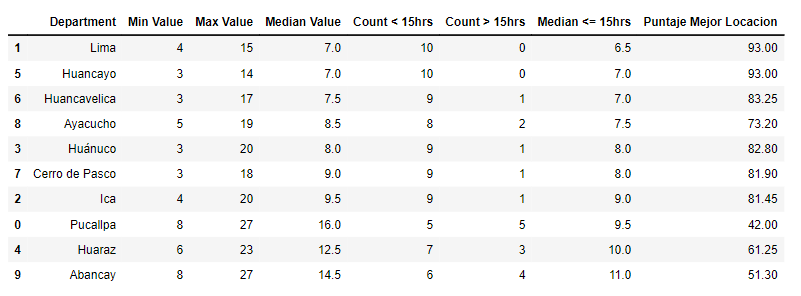 Department Min Value Max Value Median Value Count < 15hrs Count > 15hrs Median <= 15hrs Puntaje Mejor Locacion
1 Lima 4 15 7.0 10 0 6.5 93.00
5 Huancayo 3 14 7.0 10 0 7.0 93.00
6 Huancavelica 3 17 7.5 9 1 7.0 83.25
8 Ayacucho 5 19 8.5 8 2 7.5 73.20
3 Huánuco 3 20 8.0 9 1 8.0 82.80
7 Cerro de Pasco 3 18 9.0 9 1 8.0 81.90
2 Ica 4 20 9.5 9 1 9.0 81.45
0 Pucallpa 8 27 16.0 5 5 9.5 42.00
4 Huaraz 6 23 12.5 7 3 10.0 61.25
9 Abancay 8 27 14.5 6 4 11.0 51.30